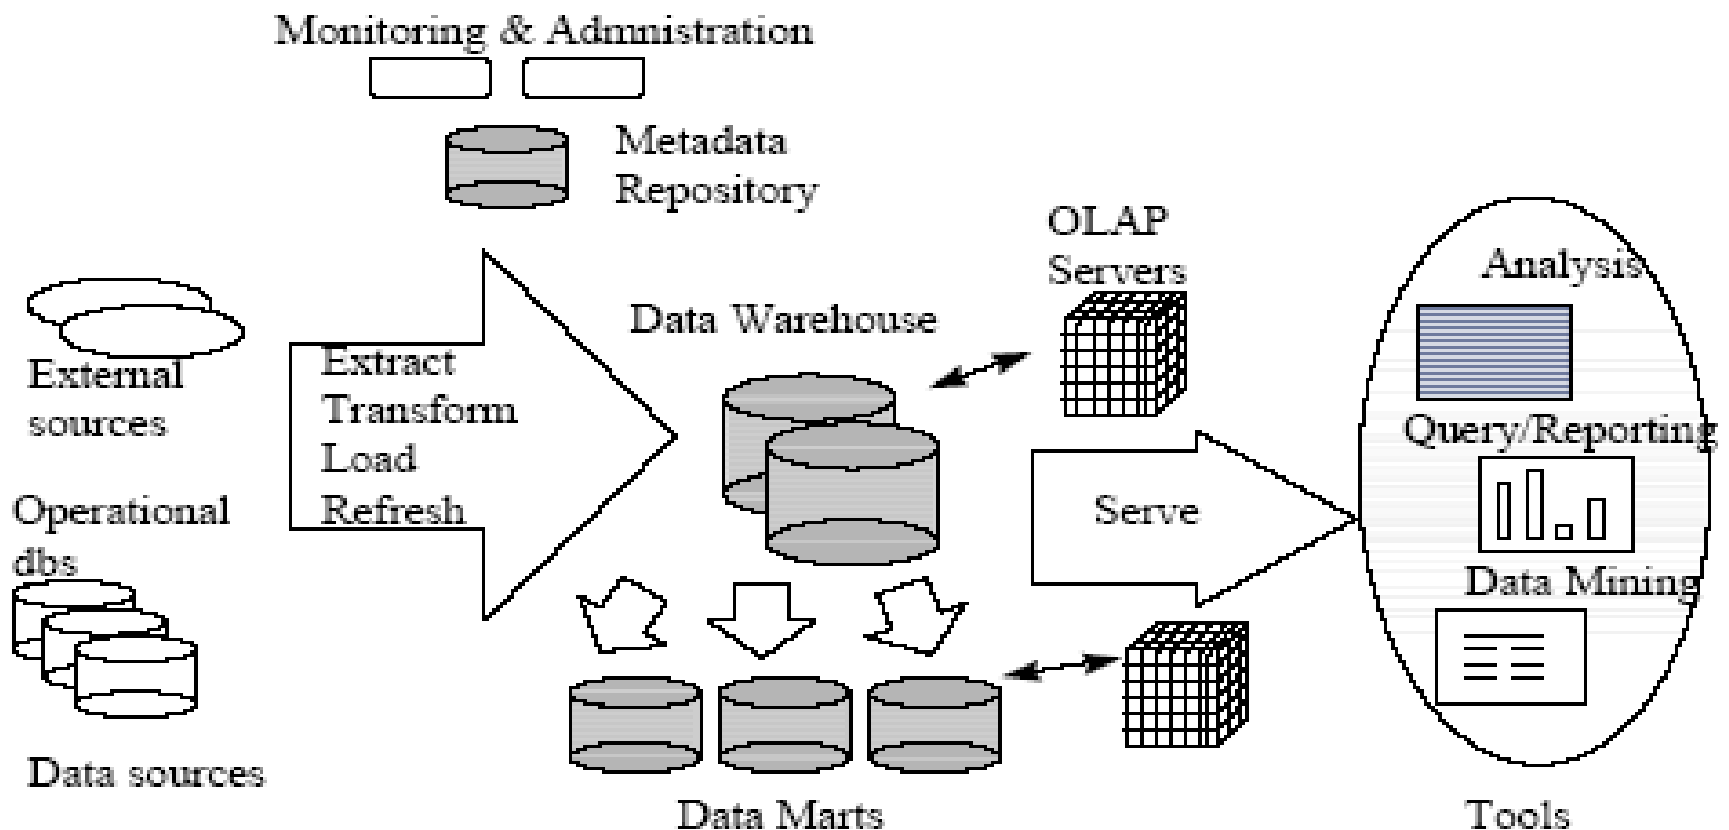 Monitoring & Admnistration
Metadata
Repository
OLAP
Servers
Analysis
Data Warehouse
External
sources
Extract
Transform
Load
Refresh
Query/Reporting
Operational
dbs
Serve
Data Mining
Data sources
Data Marts
Tools